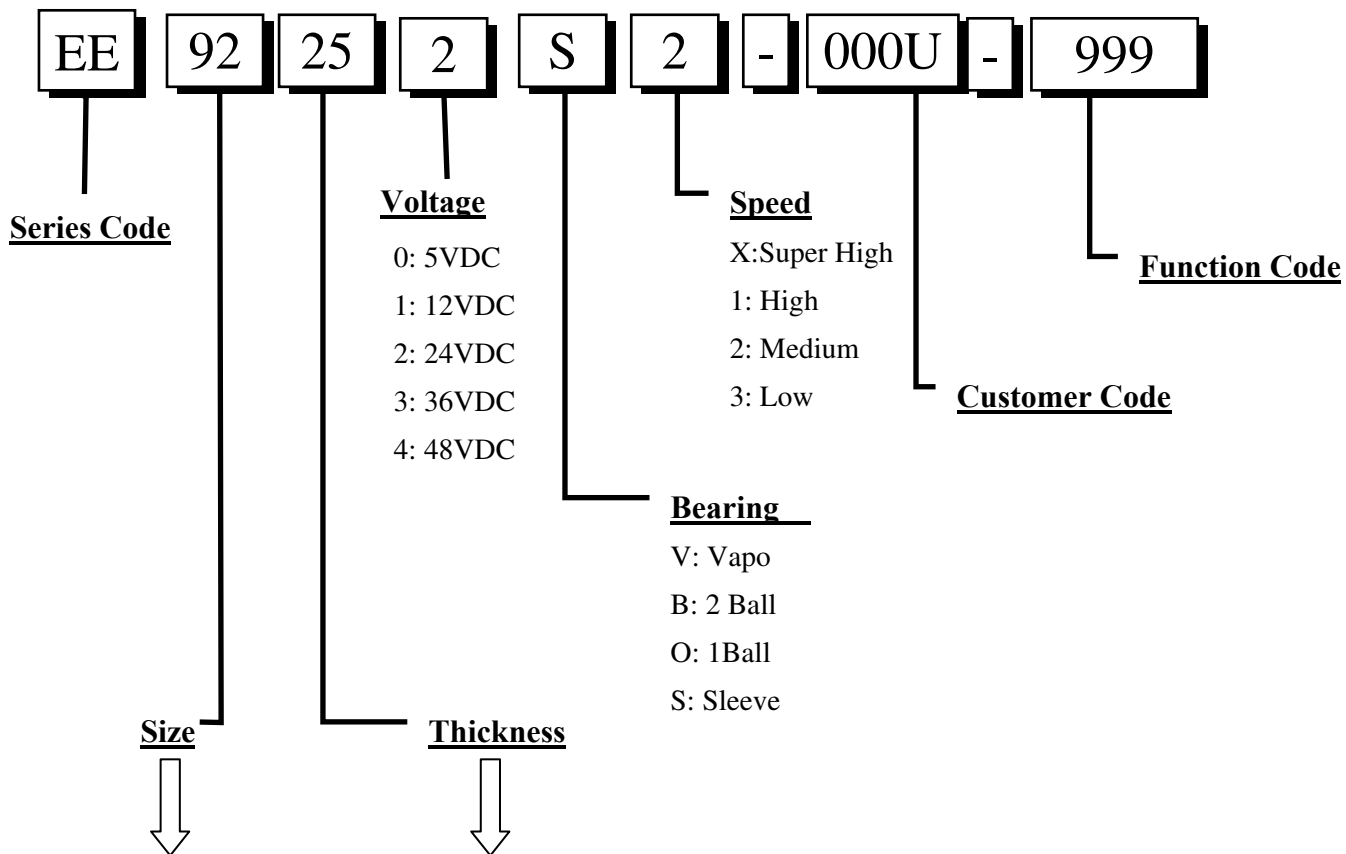 EE 92 25 2 S 2 - 000U - 999
Series Code
Voltage
0: 5VDC
1: 12VDC
2: 24VDC
3: 36VDC
4: 48VDC
Speed
X:Super High
1: High
2: Medium
3: Low
Function Code
Customer Code
Bearing
V: Vapo
B: 2 Ball
O: 1Ball
S: Sleeve
Size
Thickness